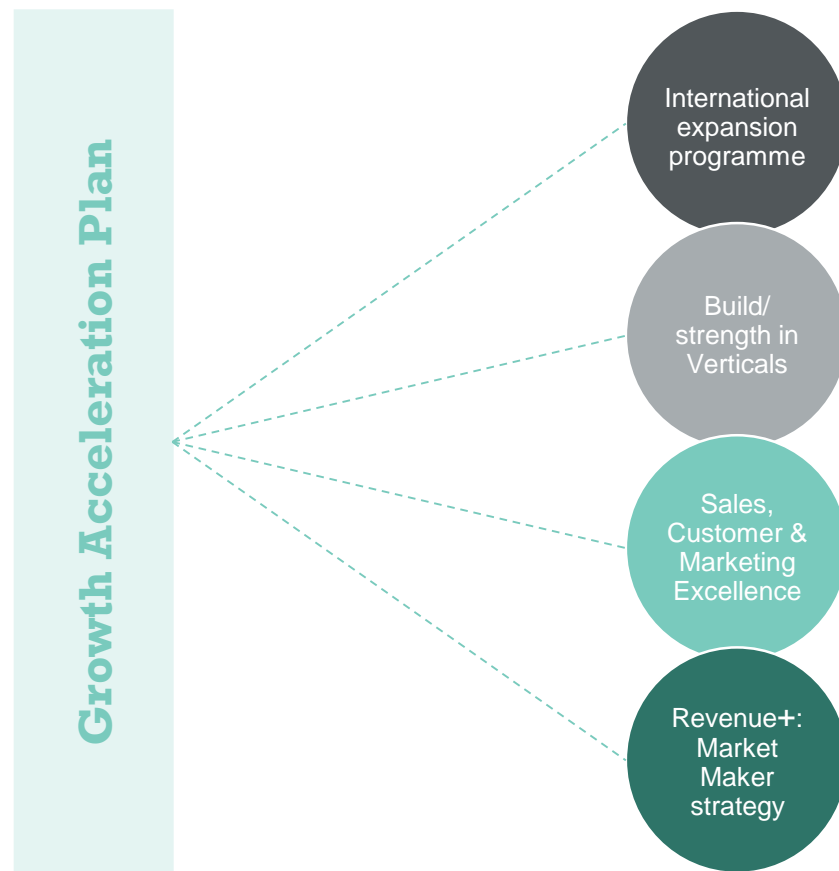 Growth Acceleration Plan
International
expansion
programme
Build/
strength in
Verticals
Sales,
Customer &
Marketing
Excellence
Revenue+:
Market
Maker
strategy